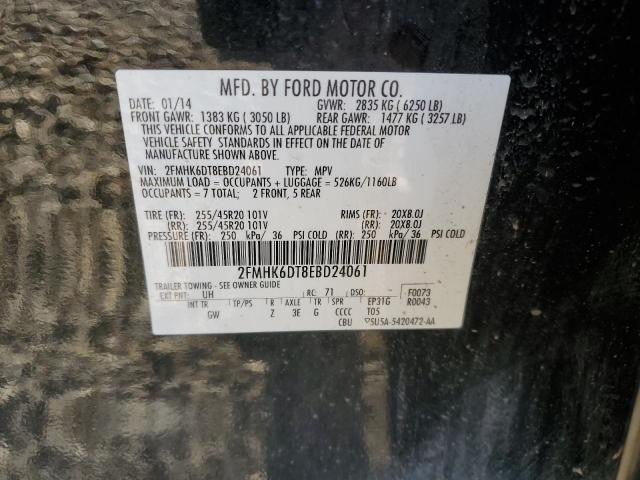 MFD. BY FORD MOTOR CO.
DATE: 01/14 GVWR: 2835 KG ( 6250 LB)
FRONT GAWR: 1383 KG ( 3050 LB) REAR GAWR: 1477 KG ( 3257 LB)
THIS VEHICLE CONFORMS TO ALL APPLICABLE FEDERAL MOTOR
VEHICLE SAFETY STANDARDS IN EFFECT ON THE DATE OF
MANUFACTURE SHOWN ABOVE.
VIN: 2FMHK6DT8EBD24061 TYPE: MPV
MAXIMUM LOAD = OCCUPANTS + LUGGAGE = 526KG/1160LB
OCCUPANTS = 7 TOTAL; 2 FRONT, 5 REAR
TIRE (FR): 255/45R20 101V RIMS (FR): 20X8.0J
(RR): 255/45R20 101V (RR): 20X8.0J
PRESSURE (FR): 250 kPa/ 36 PSI COLD (RR): 250 kPa/ 36 PSI COLD
2FMHK6DT8EBD24061
TRAILER TOWING - SEE OWNER GUIDE
EXT PNT: UH RC: 71 DSO: F0073
INT TR TP/PS R AXLE TR SPR EP31G R0043
GW Z 3E G CCCC T05
CBU 5U5A-5420472-AA